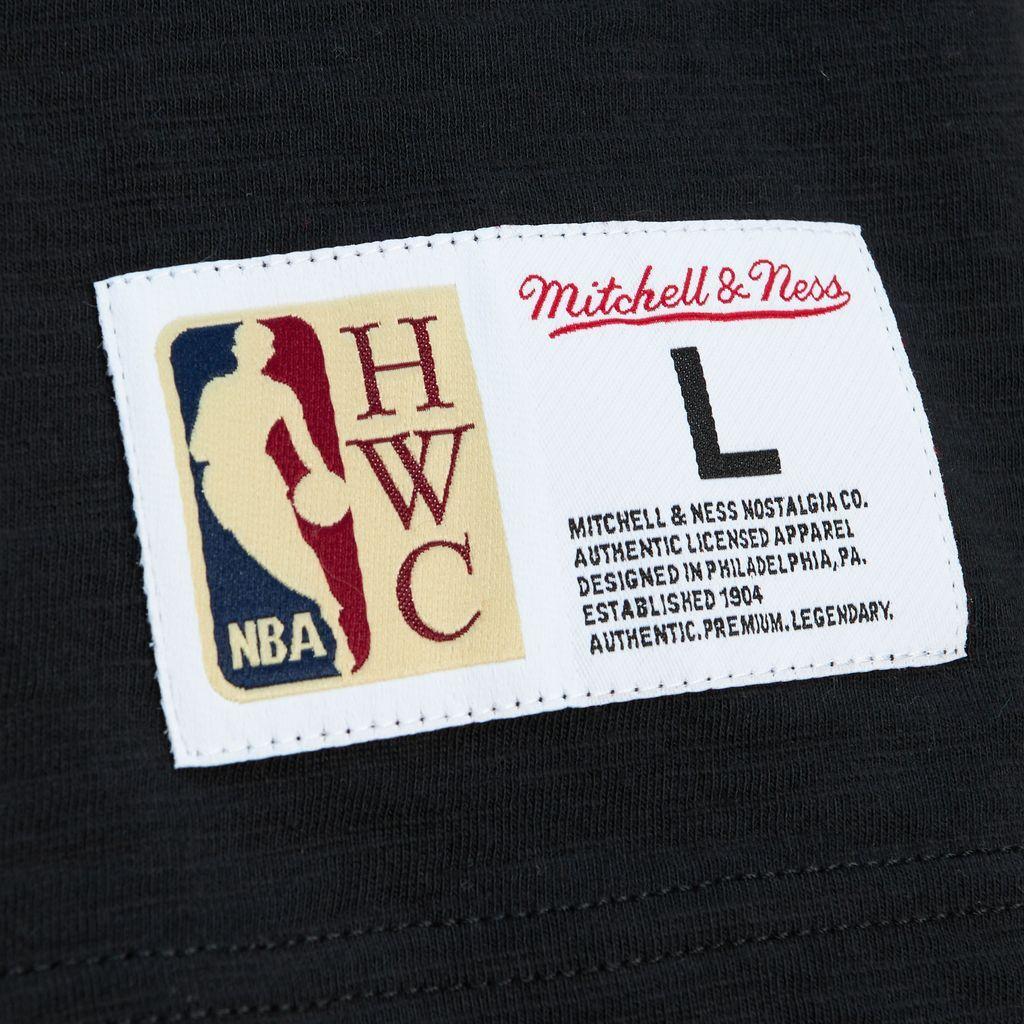 NBA
H
W
C
Mitchell & Ness
L
MITCHELL & NESS NOSTALGIA CO.
AUTHENTIC LICENSED APPAREL
DESIGNED IN PHILADELPHIA, PA.
ESTABLISHED 1904
AUTHENTIC. PREMIUM. LEGENDARY.